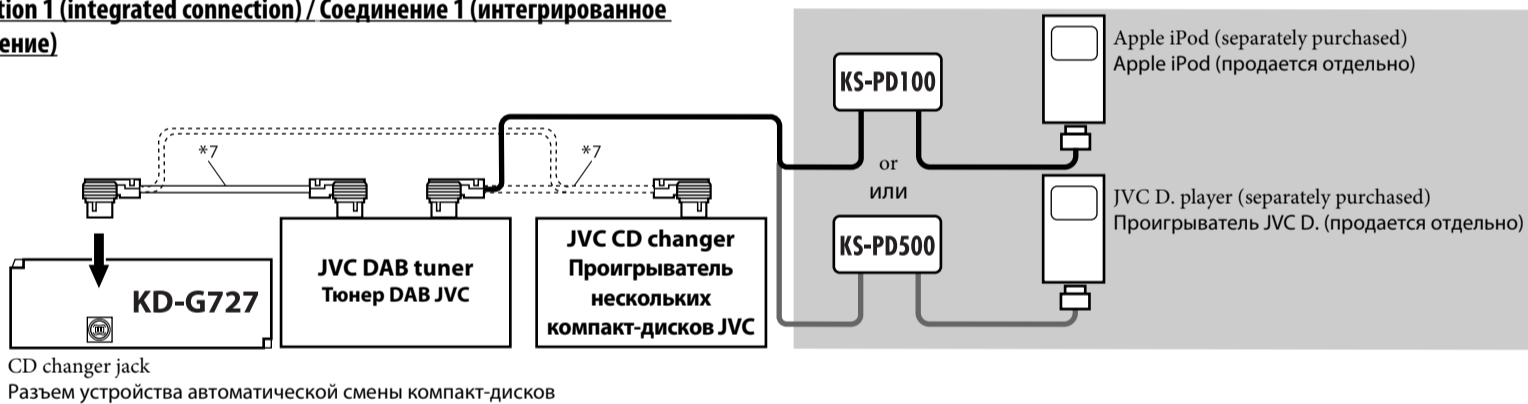 tion 1 (integrated connection) / Соединение 1 (интегрированное
ение)
Apple iPod (separately purchased)
Apple iPod (продается отдельно)
KS-PD100
*7
*7
or
или
JVC D. player (separately purchased)
Проигрыватель JVC D. (продается отдельно)
KS-PD500
JVC CD changer
Проигрыватель
нескольких
компакт-дисков JVC
JVC DAB tuner
Тюнер DAB JVC
KD-G727
CD changer jack
Разъем устройства автоматической смены компакт-дисков